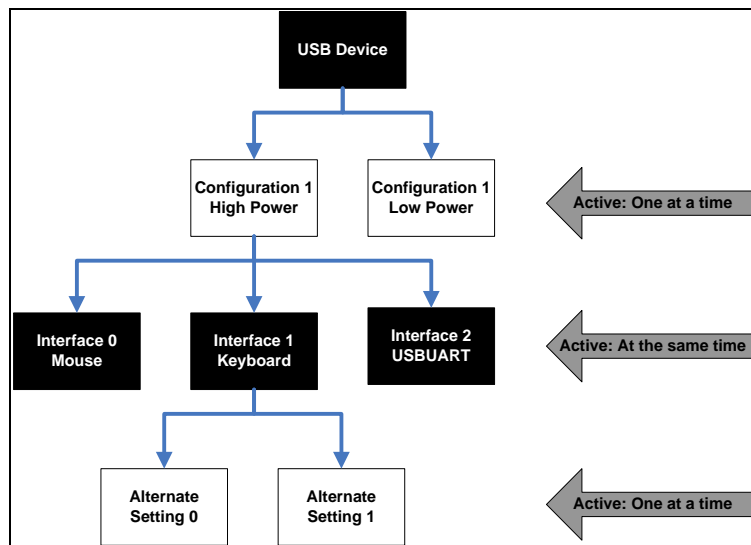 USB Device
Configuration 1
High Power
Configuration 1
Low Power
Active: One at a time
Interface 0
Mouse
Interface 1
Keyboard
Interface 2
USBUART
Active: At the same time
Alternate
Setting 0
Alternate
Setting 1
Active: One at a time